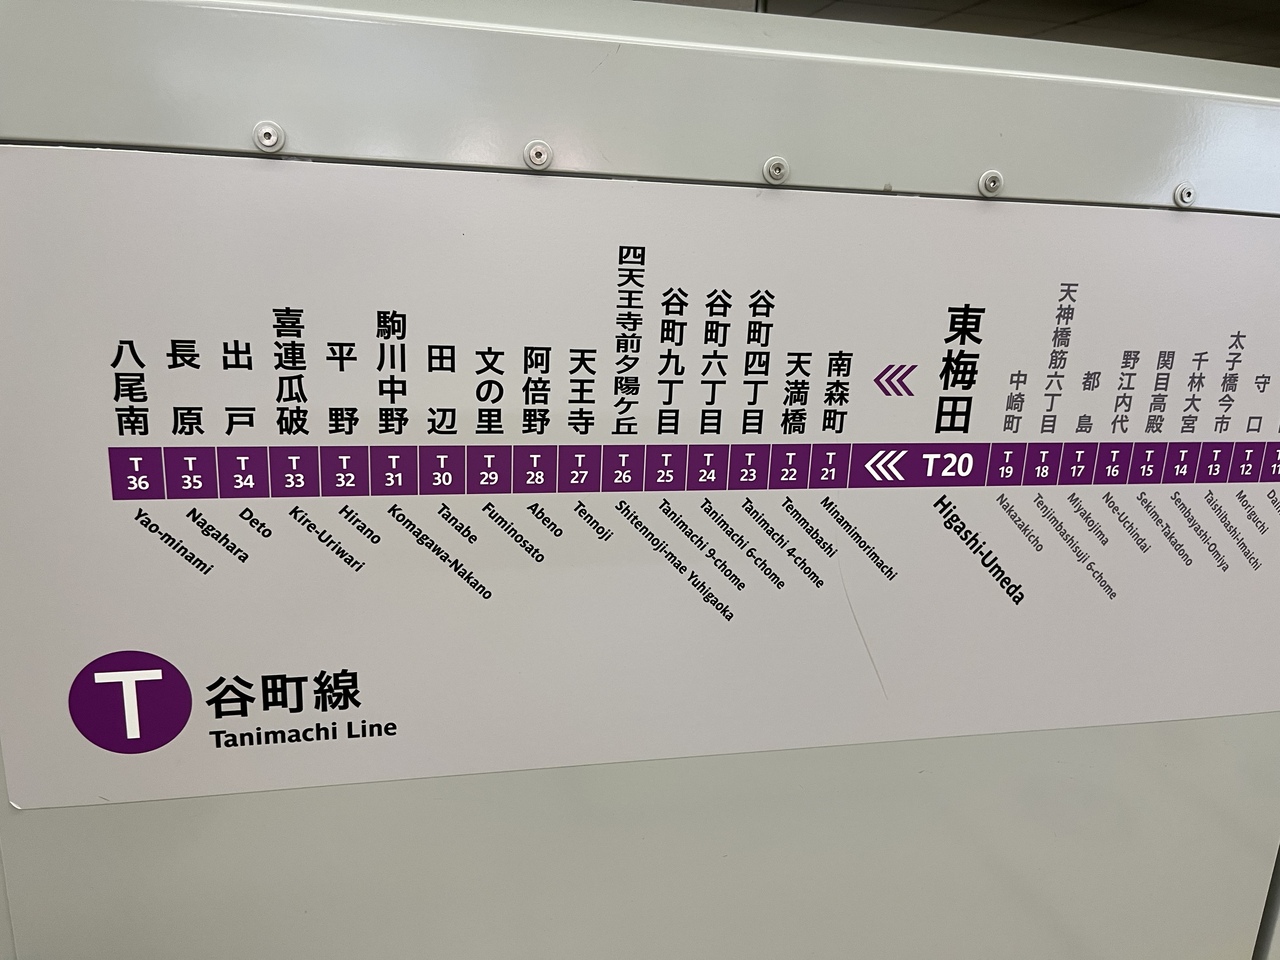 八尾南
長原
出戸
喜連瓜破
平野
駒川中野
田辺
文の里
阿倍野
天王寺
四天王寺前夕陽ケ丘
谷町九丁目
谷町六丁目
谷町四丁目
天満橋
南森町
東梅田
中崎町
天神橋筋六丁目
都島
野江内代
関目高殿
千林大宮
太子橋今市
守口
T 36
T 35
T 34
T 33
T 32
T 31
T 30
T 29
T 28
T 27
T 26
T 25
T 24
T 23
T 22
T 21
T20
T 19
T 18
T 17
T 16
T 15
T 14
T 13
T 12
Yao-minami
Nagahara
Deto
Kire-Uriwari
Hirano
Komagawa-Nakano
Tanabe
Fuminosato
Abeno
Tennoji
Shitennoji-mae Yuhigaoka
Tanimachi 9-chome
Tanimachi 6-chome
Tanimachi 4-chome
Temmabashi
Minamimorimachi
Higashi-Umeda
Nakazakicho
Tenjimbashisuji 6-chome
Miyakojima
Noe-Uchindai
Sekime-Takadono
Sembayashi-Omiya
Taishibashi-Imaichi
Moriguchi
T 谷町線
Tanimachi Line